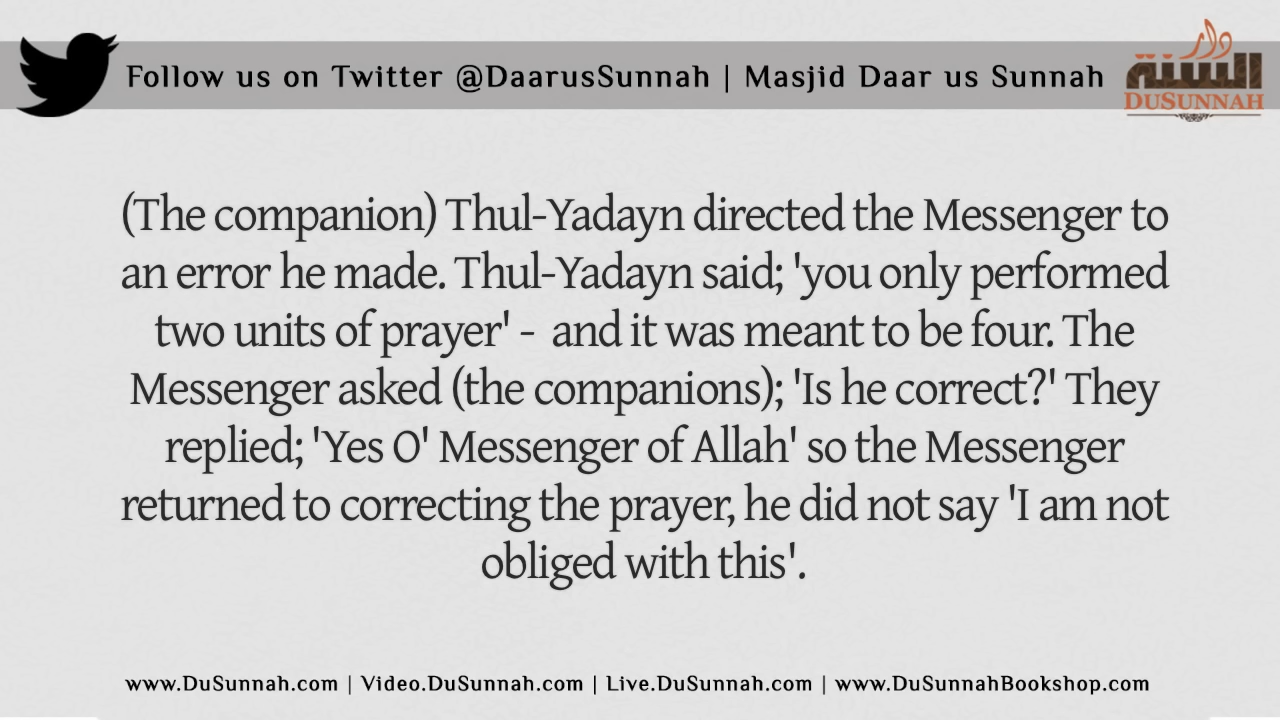 Follow us on Twitter @DaarusSunnah | Masjid Daar us Sunnah
دار
السنة
DUSUNNAH
(The companion) Thul-Yadayn directed the Messenger to
an error he made. Thul-Yadayn said; 'you only performed
two units of prayer' - and it was meant to be four. The
Messenger asked (the companions); 'Is he correct?' They
replied; 'Yes O' Messenger of Allah' so the Messenger
returned to correcting the prayer, he did not say 'I am not
obliged with this'.
www.DuSunnah.com | Video.DuSunnah.com | Live.DuSunnah.com | www.DuSunnahBookshop.com